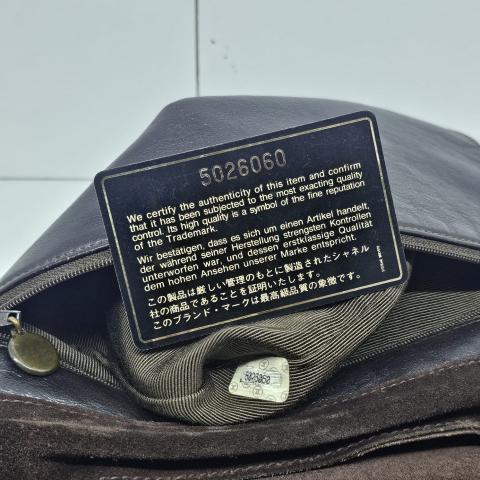 5026060
We certify the authenticity of this item and confirm
that it has been subjected to the most exacting quality
control. Its high quality is a symbol of the fine reputation
of the Trademark.
Wir bestätigen, dass es sich um einen Artikel handelt,
der während seiner Herstellung strengsten Kontrollen
unterworfen war, und dessen erstklassige Qualität
dem hohen Ansehen unserer Marke entspricht.
この製品は厳しい管理のもとに製造されたシャネル
社の商品であることを証明いたします。
このブランド・マークは最高級品質の象徴です。
5026060